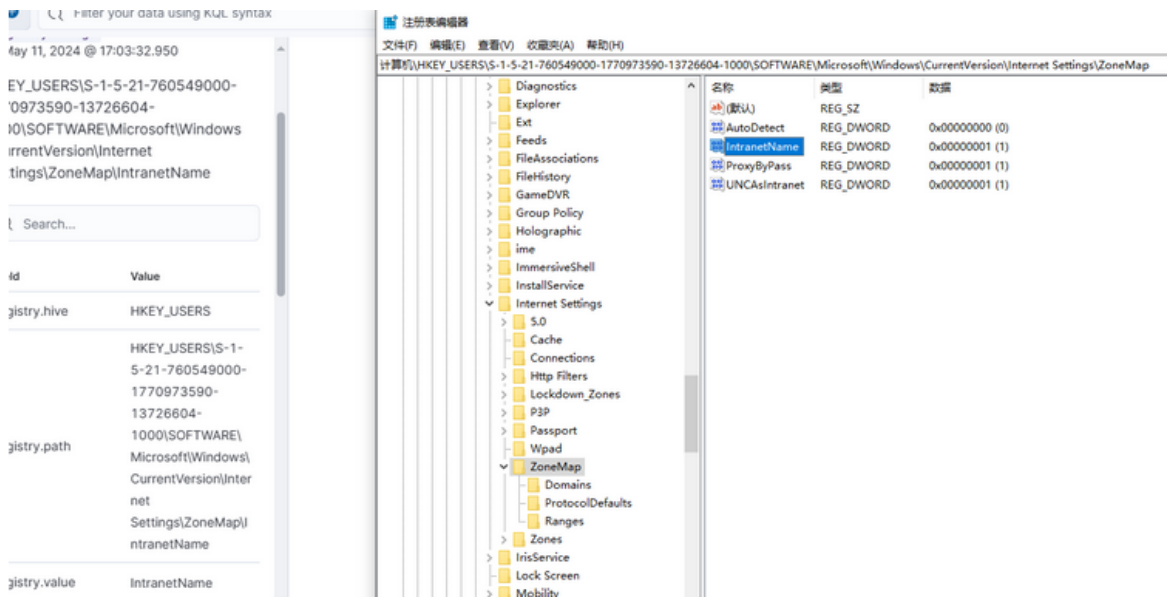 Filter your data using KQL syntax
May 11, 2024 @ 17:03:32.950
EY_USERS\S-1-5-21-760549000-
70973590-13726604-
00\SOFTWARE\Microsoft\Windows
urrentVersion\Internet
ttings\ZoneMap\IntranetName
Search...
Value
gistry.hive HKEY_USERS
gistry.path
HKEY_USERS\S-1-
5-21-760549000-
1770973590-
13726604-
1000\SOFTWARE\
Microsoft\Windows\
CurrentVersion\Inter
net
Settings\ZoneMap\I
ntranetName
gistry.value IntranetName
注册表编辑器
文件(F) 编辑(E) 查看(V) 收藏夹(A) 帮助(H)
计算机\HKEY_USERS\S-1-5-21-760549000-1770973590-13726604-1000\SOFTWARE\Microsoft\Windows\CurrentVersion\Internet Settings\ZoneMap
Diagnostics
Explorer
Ext
Feeds
FileAssociations
FileHistory
GameDVR
Group Policy
Holographic
ime
ImmersiveShell
InstallService
Internet Settings
5.0
Cache
Connections
Http Filters
Lockdown_Zones
P3P
Passport
Wpad
ZoneMap
Domains
ProtocolDefaults
Ranges
Zones
IrisService
Lock Screen
Mobility
名称 类型 数据
(默认) REG_SZ
AutoDetect REG_DWORD 0x00000000 (0)
IntranetName REG_DWORD 0x00000001 (1)
ProxyByPass REG_DWORD 0x00000001 (1)
UNCAsIntranet REG_DWORD 0x00000001 (1)